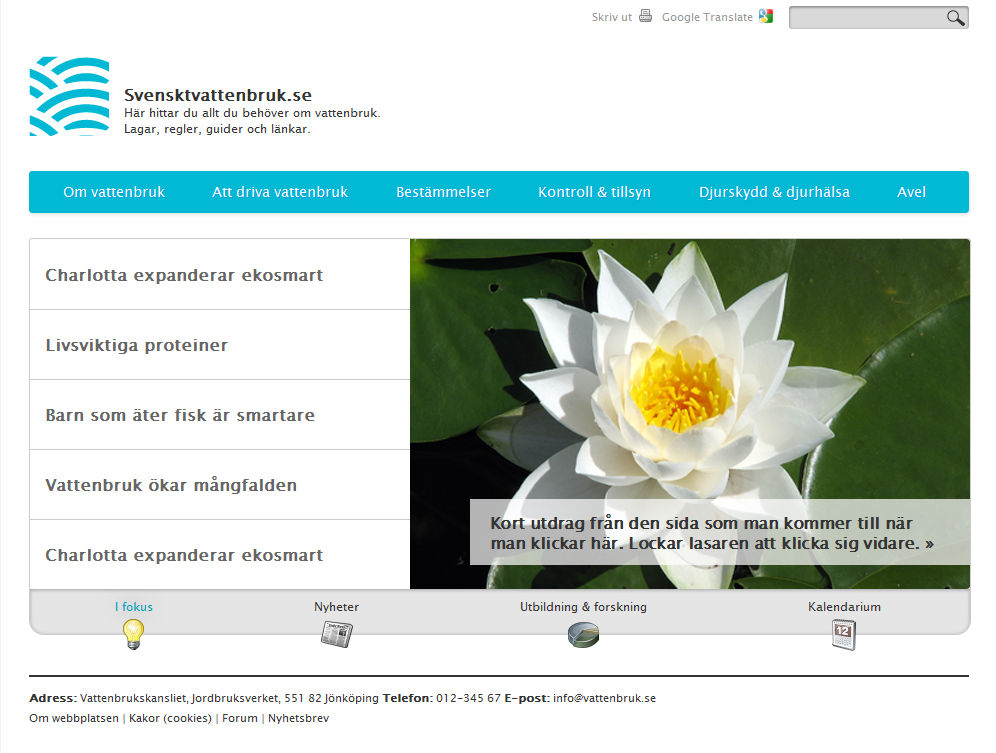 Skriv ut Google Translate
Svensktvattenbruk.se
Här hittar du allt du behöver om vattenbruk.
Lagar, regler, guider och länkar.
Om vattenbruk Att driva vattenbruk Bestämmelser Kontroll & tillsyn Djurskydd & djurhälsa Avel
Charlotta expanderar ekosmart
Livsviktiga proteiner
Barn som äter fisk är smartare
Vattenbruk ökar mångfalden
Charlotta expanderar ekosmart
Kort utdrag från den sida som man kommer till när
man klickar här. Lockar lasaren att klicka sig vidare. »
I fokus Nyheter Utbildning & forskning Kalendarium
12
Adress: Vattenbrukskansliet, Jordbruksverket, 551 82 Jönköping Telefon: 012-345 67 E-post: info@vattenbruk.se
Om webbplatsen | Kakor (cookies) | Forum | Nyhetsbrev